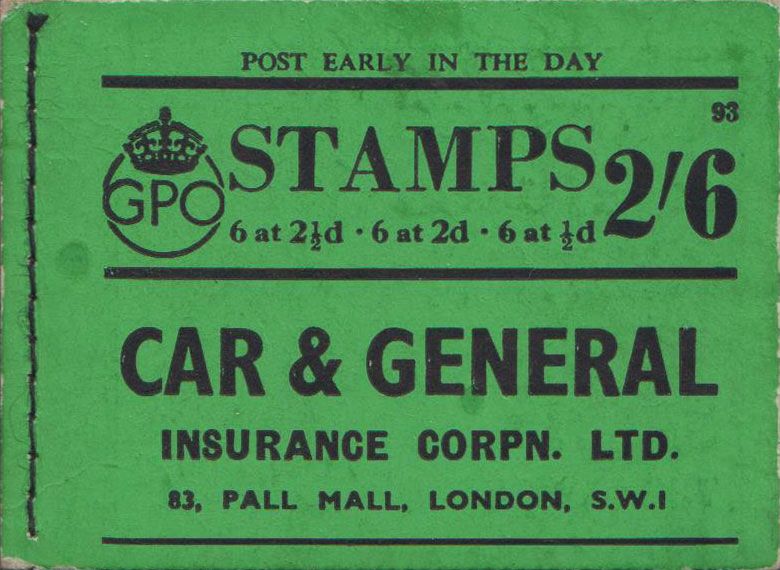 POST EARLY IN THE DAY
93
GPO
STAMPS 2/6
6 at 2½d · 6 at 2d · 6 at ½d
CAR & GENERAL
INSURANCE CORPN. LTD.
83, PALL MALL, LONDON, S.W.1